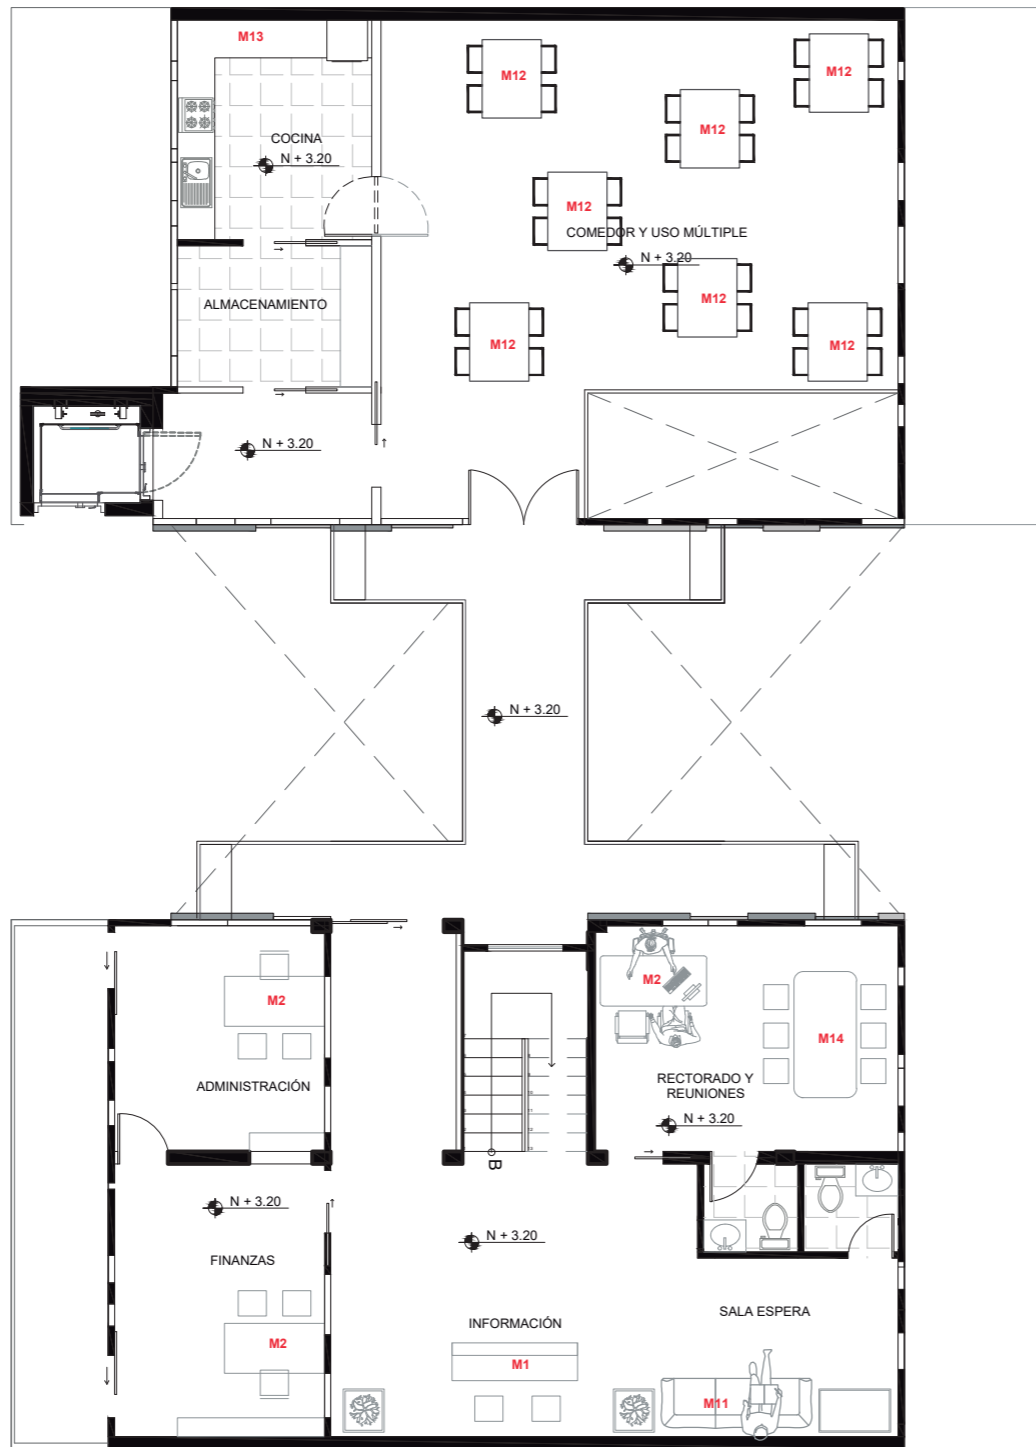 M13
M12
M12
M12
COCINA
N + 3.20
M12
COMEDOR Y USO MÚLTIPLE
N + 3.20
M12
ALMACENAMIENTO
M12
M12
N + 3.20
N + 3.20
M2
M2
M14
ADMINISTRACIÓN
RECTORADO Y
REUNIONES
N + 3.20
B
N + 3.20
N + 3.20
FINANZAS
SALA ESPERA
INFORMACIÓN
M2
M1
M11